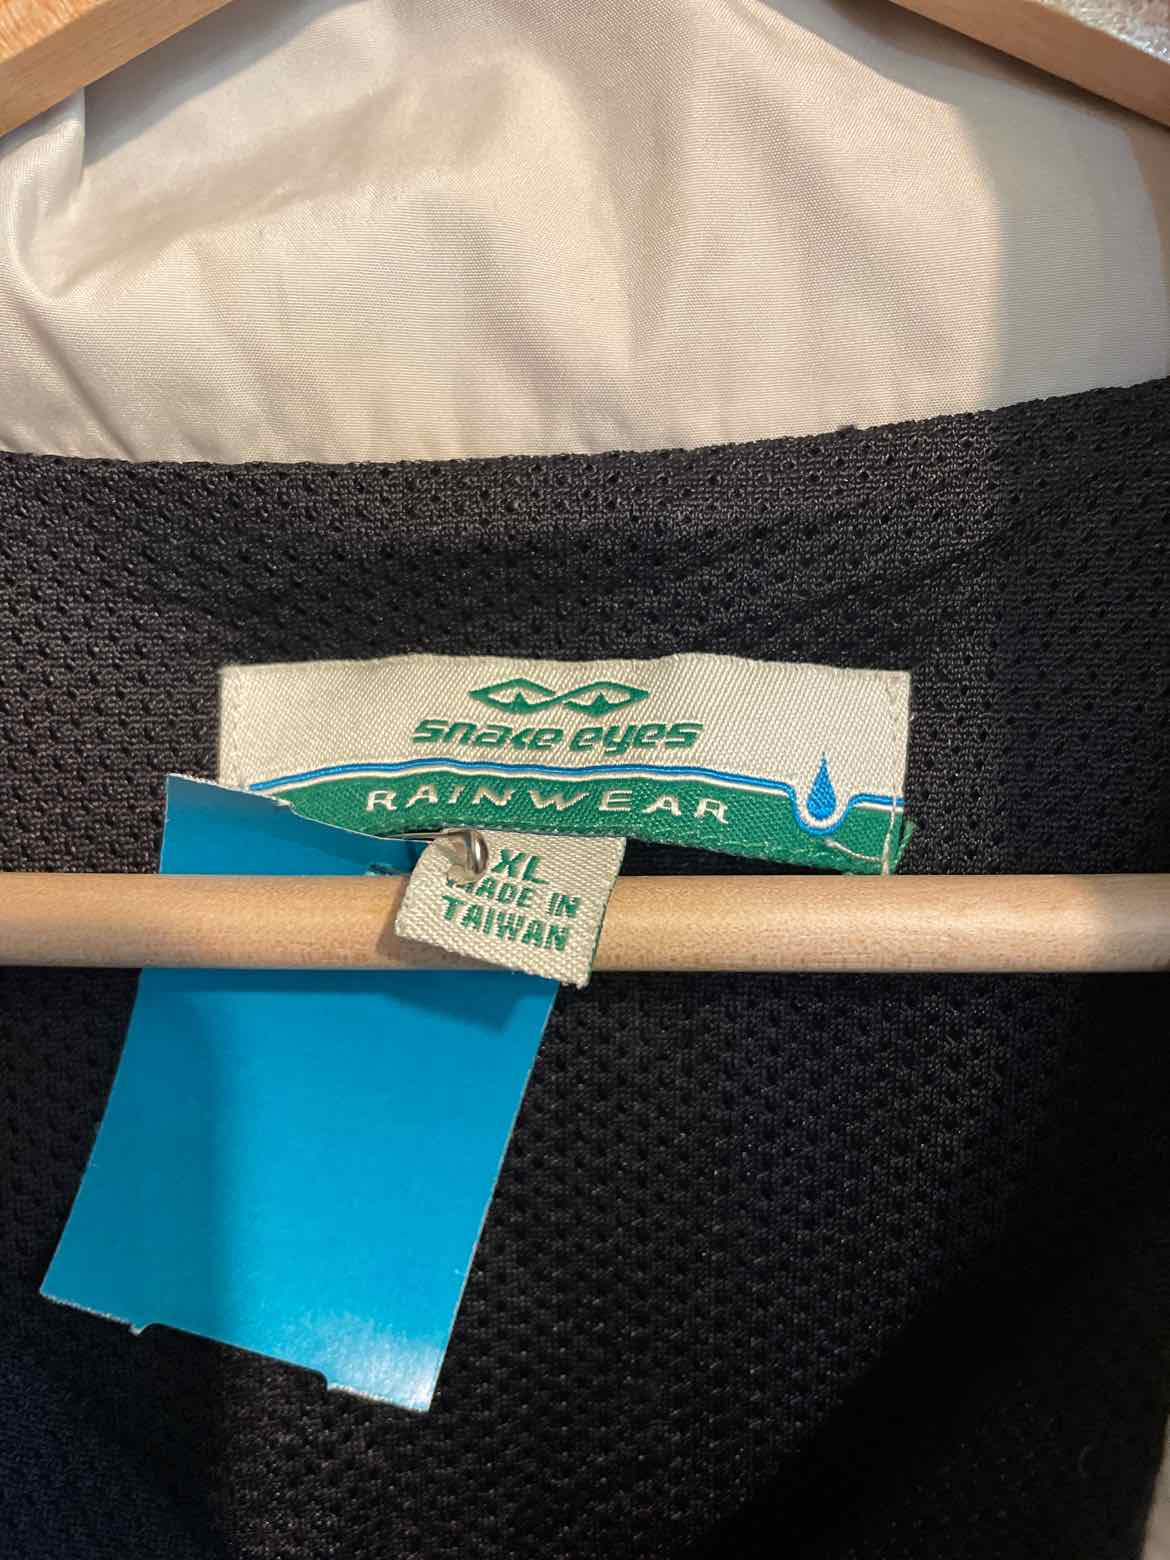 snake eyes
RAINWEAR
XL
MADE IN
TAIWAN